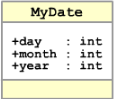 MyDate
+day : int
+month : int
+year : int